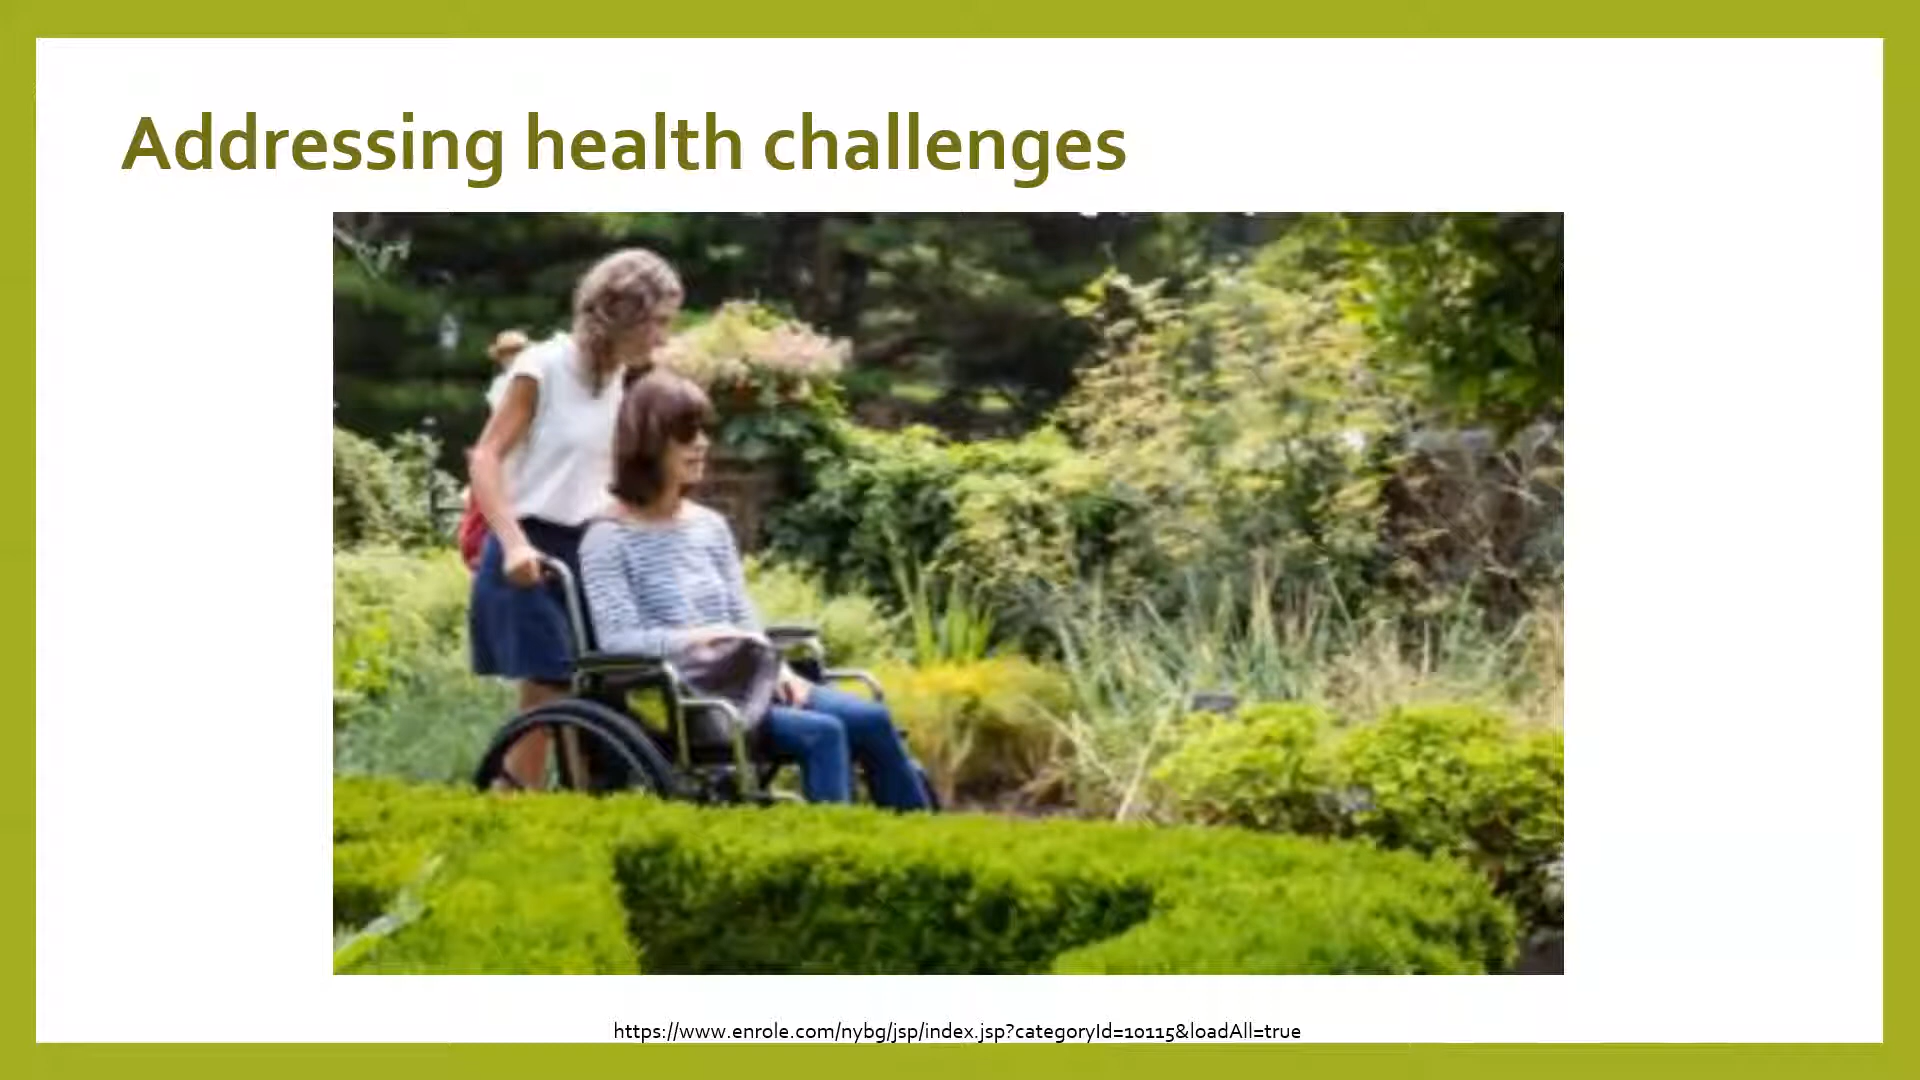 Addressing health challenges
https://www.enrole.com/nybg/jsp/index.jsp?categoryId=10115&loadAll=true